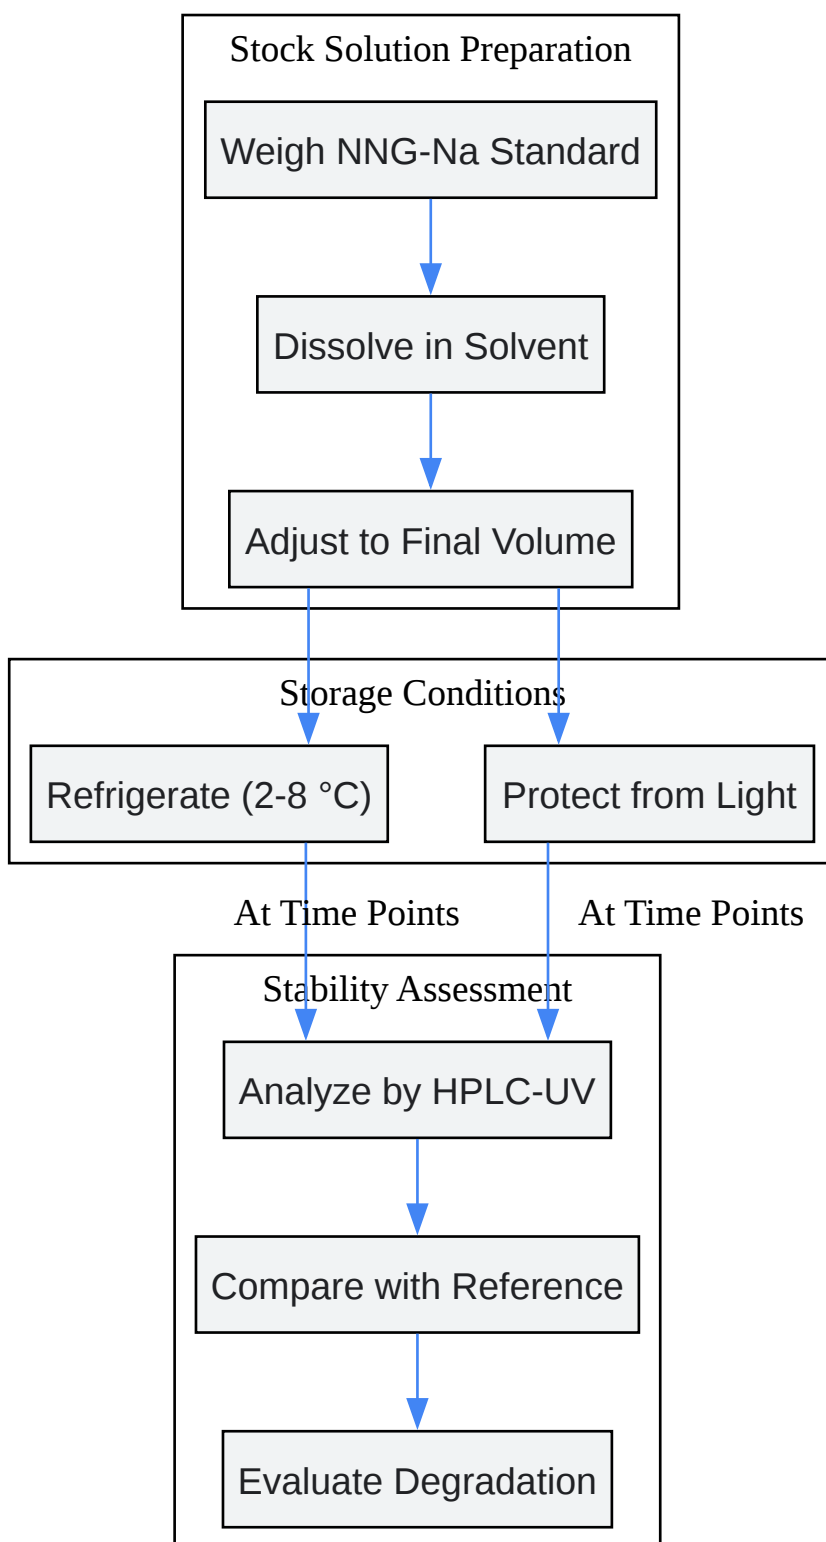 Stock Solution Preparation
Weigh NNG-Na Standard
Dissolve in Solvent
Adjust to Final Volume
Storage Conditions
Refrigerate (2-8 °C)
Protect from Light
At Time Points
At Time Points
Stability Assessment
Analyze by HPLC-UV
Compare with Reference
Evaluate Degradation